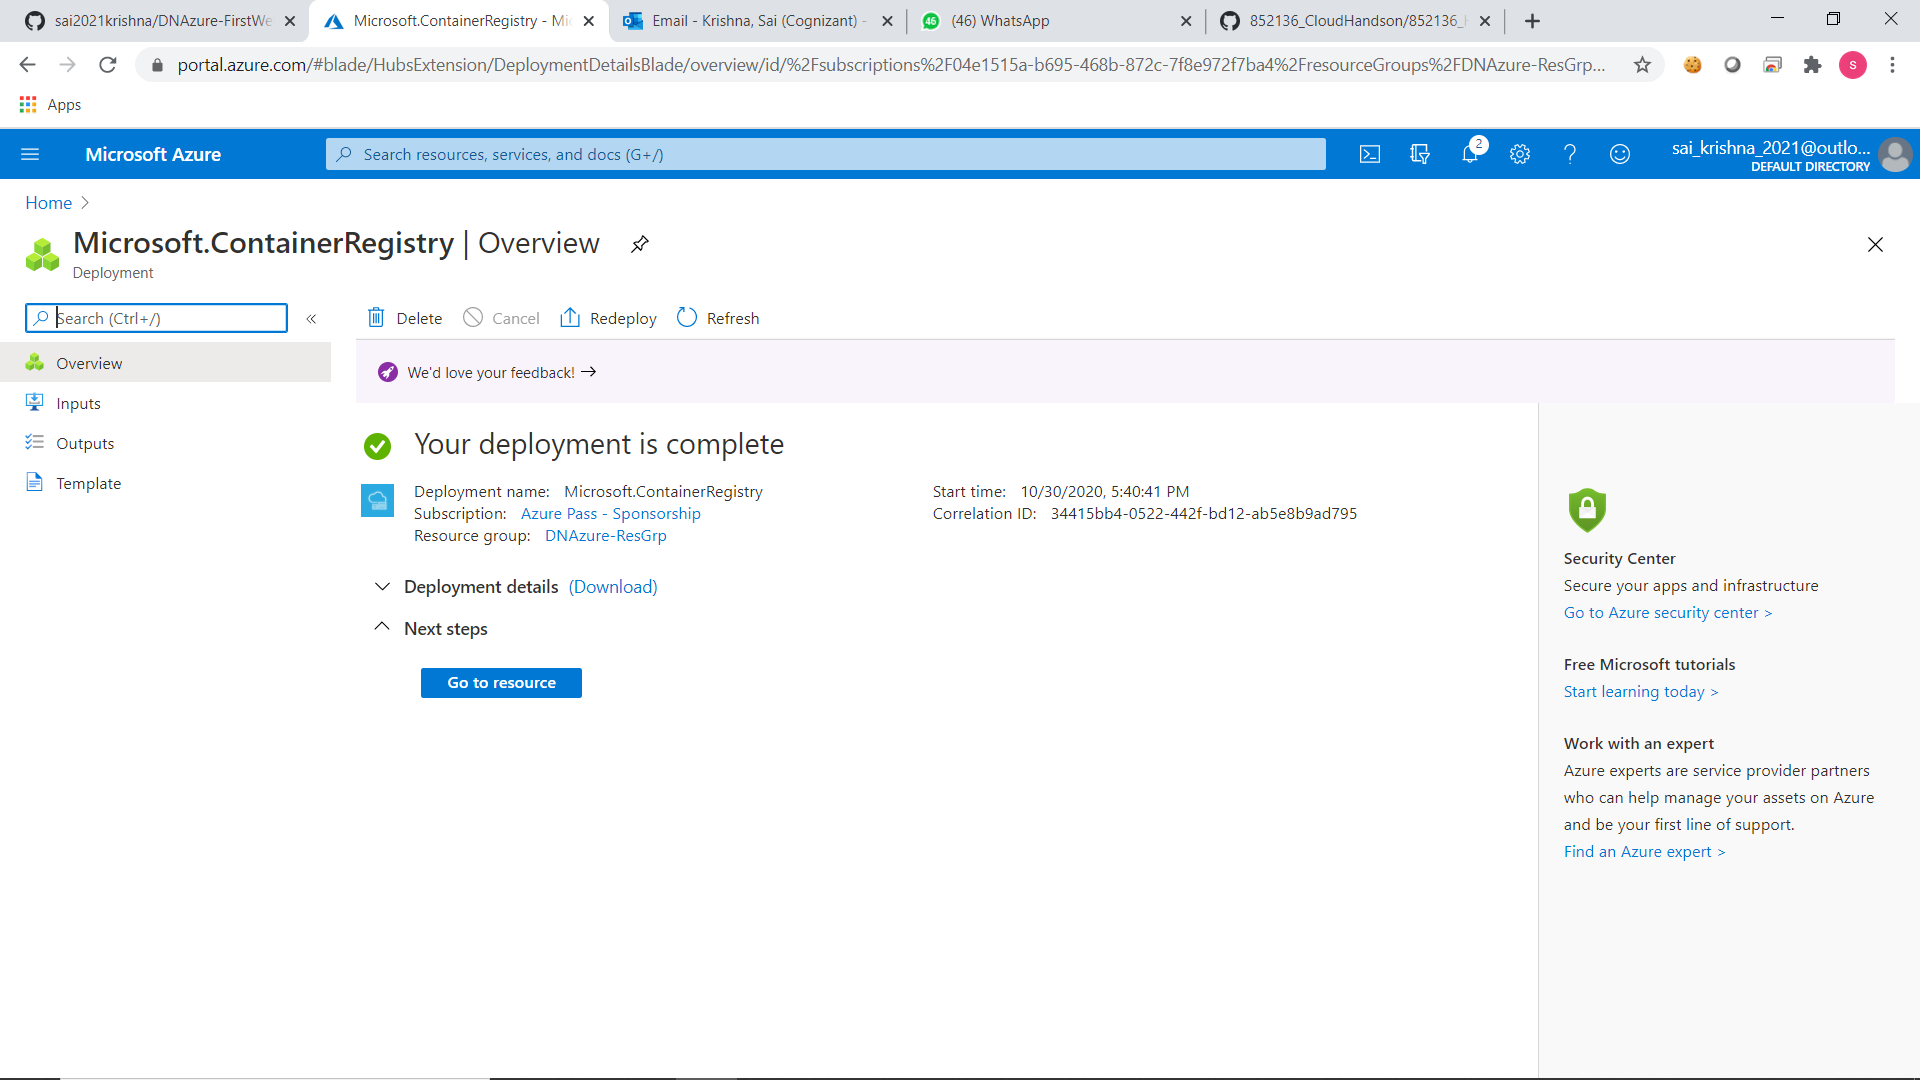 sai2021krishna/DNAzure-FirstWe
Microsoft.ContainerRegistry - Mi
Email - Krishna, Sai (Cognizant) -
46
(46) WhatsApp
852136_CloudHandson/852136_
portal.azure.com/#blade/HubsExtension/DeploymentDetailsBlade/overview/id/%2Fsubscriptions%2F04e1515a-b695-468b-872c-7f8e972f7ba4%2FresourceGroups%2FDNAzure-ResGrp...
S
Apps
Microsoft Azure
Search resources, services, and docs (G+/)
2
sai_krishna_2021@outlo...
DEFAULT DIRECTORY
Home
Microsoft.ContainerRegistry | Overview
Deployment
Search (Ctrl+/)
«
Delete
Cancel
Redeploy
Refresh
Overview
Inputs
Outputs
Template
We'd love your feedback! →
Your deployment is complete
Deployment name: Microsoft.ContainerRegistry
Subscription: Azure Pass - Sponsorship
Resource group: DNAzure-ResGrp
Start time: 10/30/2020, 5:40:41 PM
Correlation ID: 34415bb4-0522-442f-bd12-ab5e8b9ad795
Deployment details (Download)
Next steps
Go to resource
Security Center
Secure your apps and infrastructure
Go to Azure security center >
Free Microsoft tutorials
Start learning today >
Work with an expert
Azure experts are service provider partners
who can help manage your assets on Azure
and be your first line of support.
Find an Azure expert >